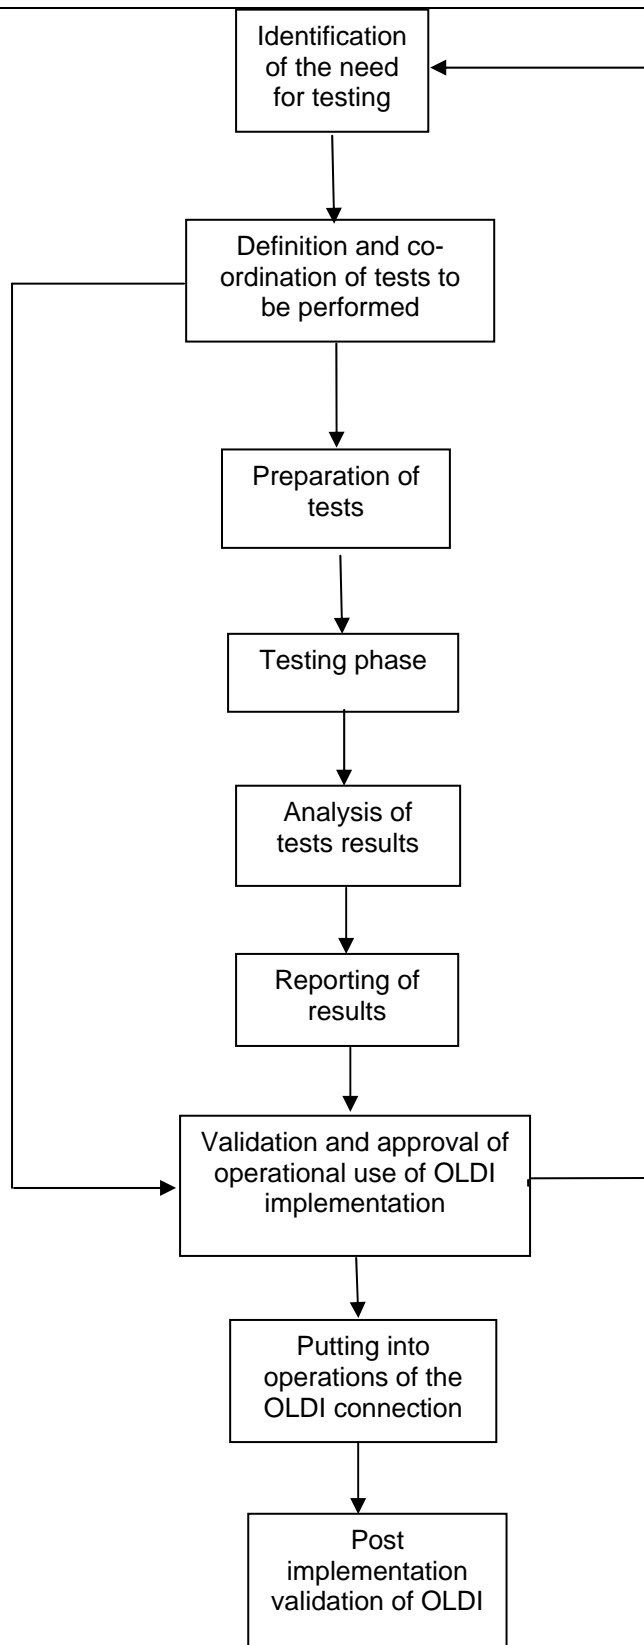 Identification
of the need
for testing
Definition and co-
ordination of tests to
be performed
Preparation of
tests
Testing phase
Analysis of
tests results
Reporting of
results
Validation and approval of
operational use of OLDI
implementation
Putting into
operations of the
OLDI connection
Post
implementation
validation of OLDI